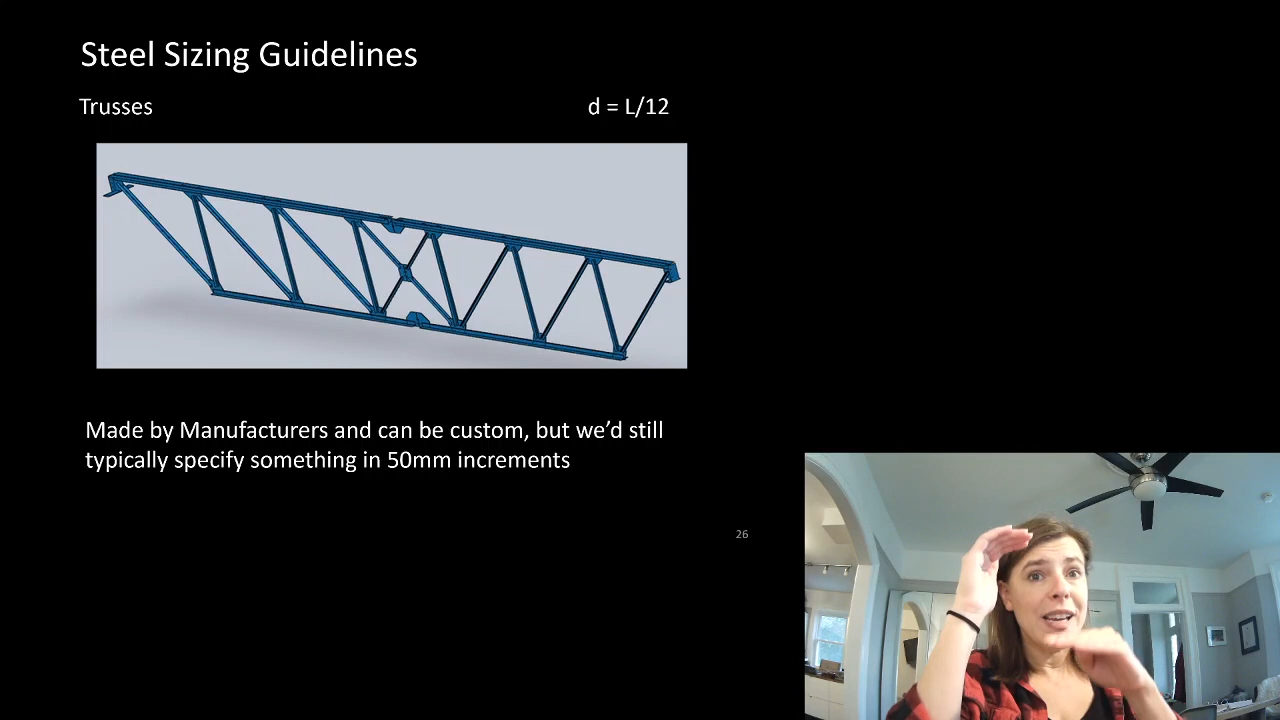 Steel Sizing Guidelines
Trusses
d = L/12
Made by Manufacturers and can be custom, but we’d still
typically specify something in 50mm increments
26